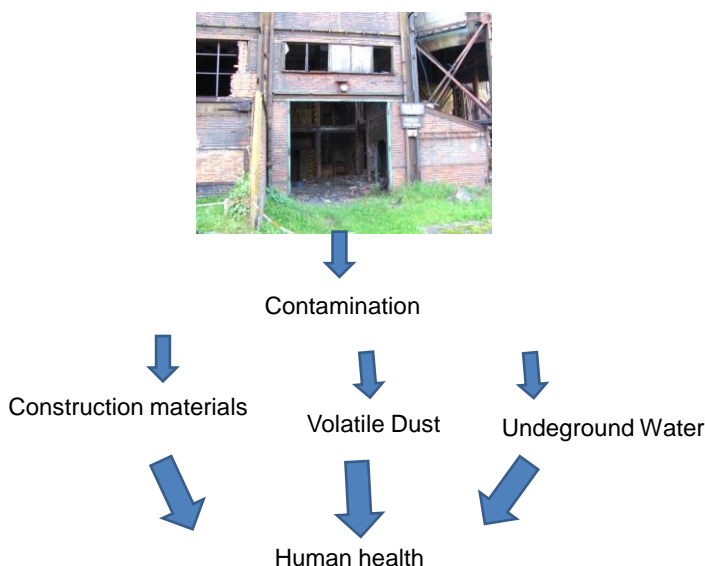 Contamination
Construction materials
Volatile Dust
Undeground Water
Human health